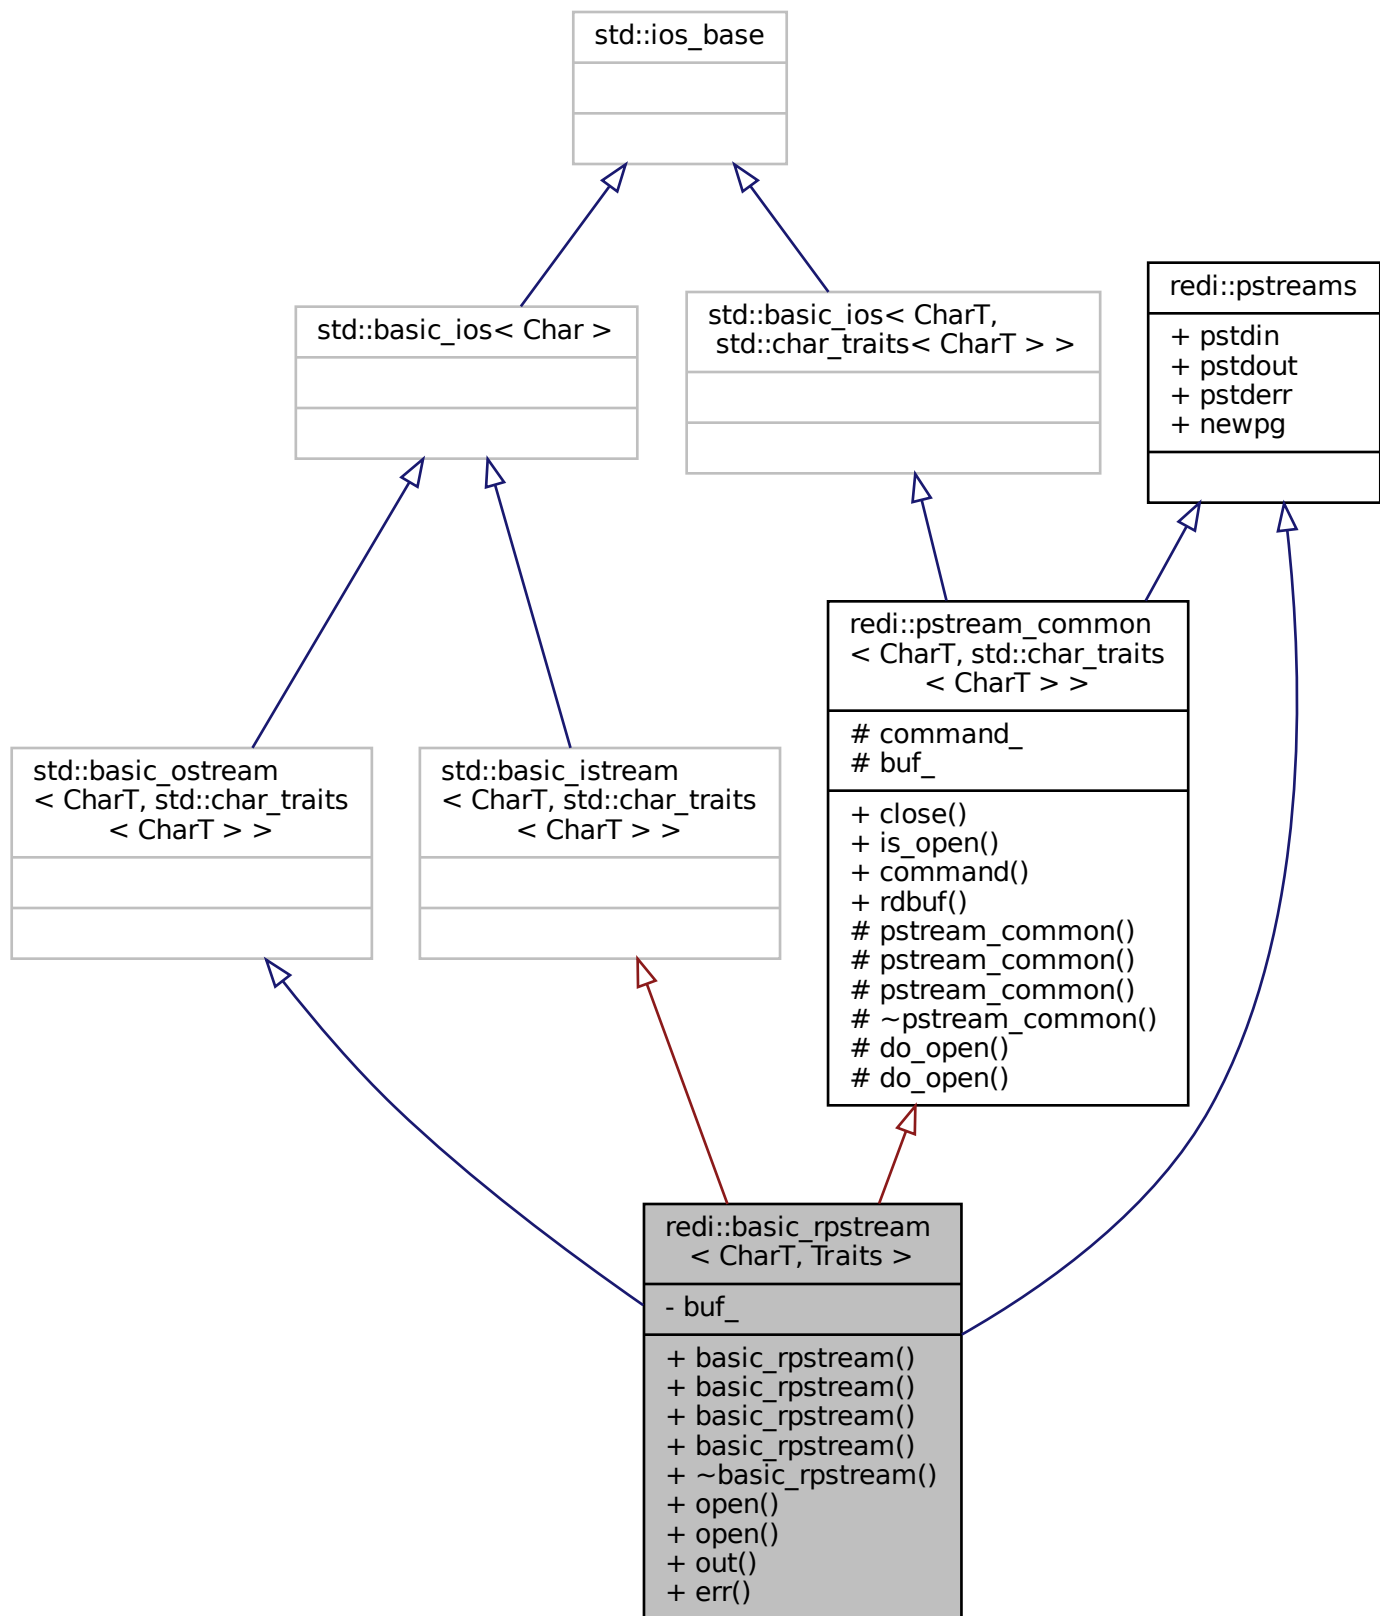 std::ios_base
std::basic_ios< Char >
std::basic_ios< CharT,
std::char_traits< CharT > >
redi::pstreams
+ pstdin
+ pstdout
+ pstderr
+ newpg
redi::pstream_common
< CharT, std::char_traits
< CharT > >
# command_
# buf_
+ close()
+ is_open()
+ command()
+ rdbuf()
# pstream_common()
# pstream_common()
# pstream_common()
# ~pstream_common()
# do_open()
# do_open()
std::basic_ostream
< CharT, std::char_traits
< CharT > >
std::basic_istream
< CharT, std::char_traits
< CharT > >
redi::basic_rpstream
< CharT, Traits >
- buf_
+ basic_rpstream()
+ basic_rpstream()
+ basic_rpstream()
+ basic_rpstream()
+ ~basic_rpstream()
+ open()
+ open()
+ out()
+ err()